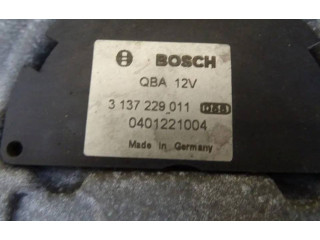 BOSCH
QBA 12V
3 137 229 011
0401221004
Made in Germany